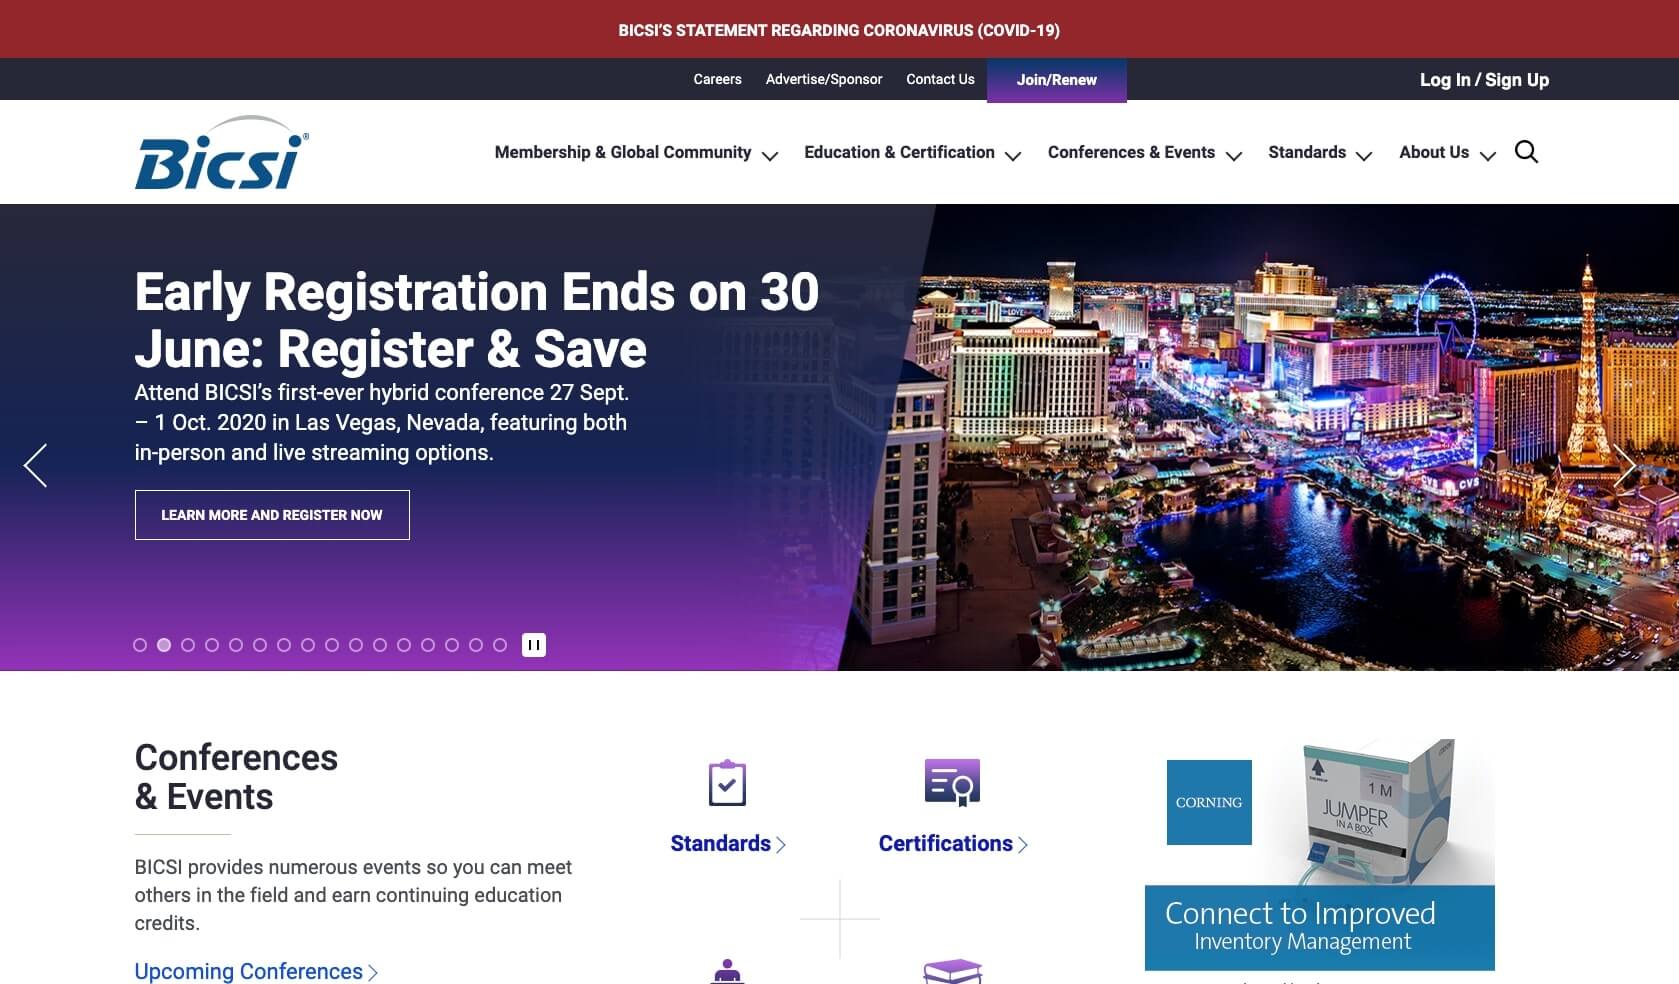 BICSI'S STATEMENT REGARDING CORONAVIRUS (COVID-19)
Careers
Advertise/Sponsor
Contact Us
Join/Renew
Log In / Sign Up
Bicsi®
Membership & Global Community
Education & Certification
Conferences & Events
Standards
About Us
Early Registration Ends on 30
June: Register & Save
Attend BICSI's first-ever hybrid conference 27 Sept.
– 1 Oct. 2020 in Las Vegas, Nevada, featuring both
in-person and live streaming options.
LEARN MORE AND REGISTER NOW
CAESARS PALACE
LOVE
CVS
CVS
Conferences
& Events
BICSI provides numerous events so you can meet
others in the field and earn continuing education
credits.
Upcoming Conferences
Standards
Certifications
CORNING
1 M
JUMPER
IN A BOX
Connect to Improved
Inventory Management